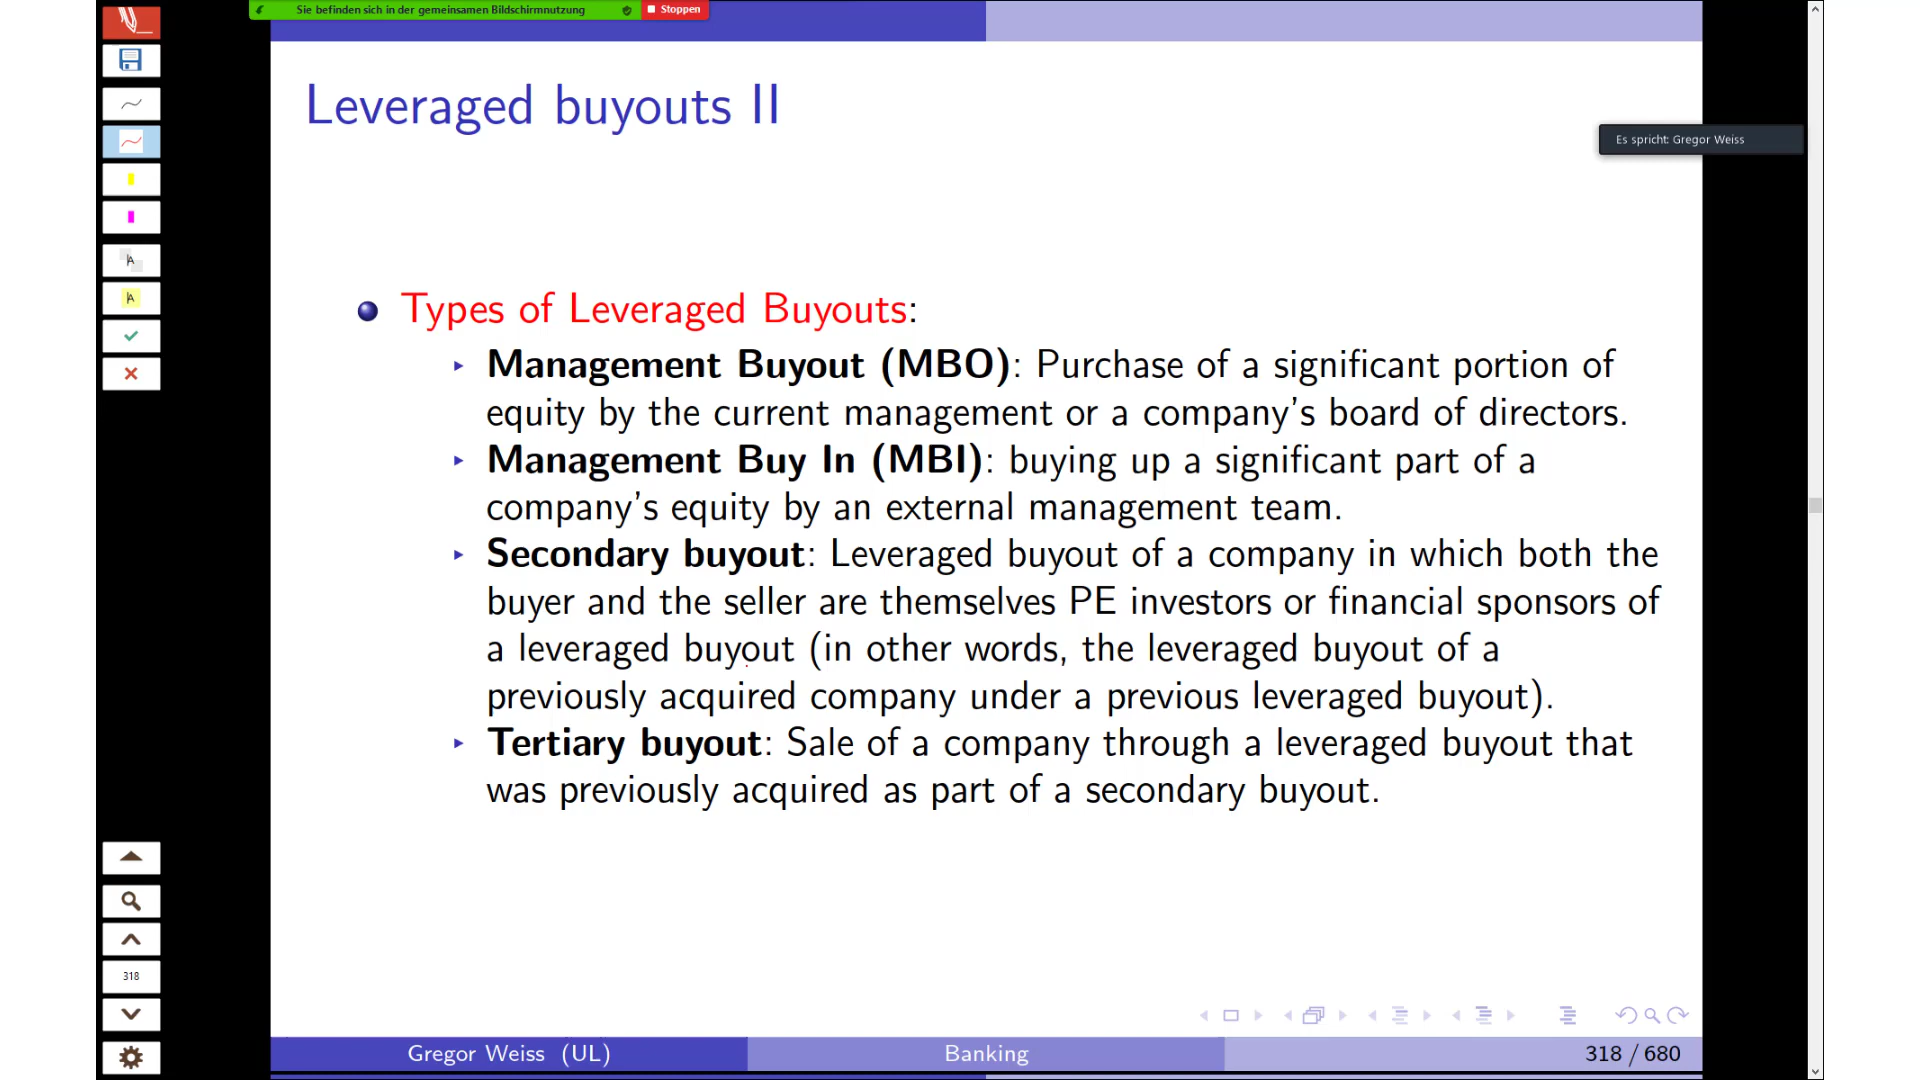 Sie befinden sich in der gemeinsamen Bildschirmnutzung
Stoppen
Leveraged buyouts II
Es spricht: Gregor Weiss
Types of Leveraged Buyouts:
Management Buyout (MBO): Purchase of a significant portion of
equity by the current management or a company's board of directors.
Management Buy In (MBI): buying up a significant part of a
company's equity by an external management team.
Secondary buyout: Leveraged buyout of a company in which both the
buyer and the seller are themselves PE investors or financial sponsors of
a leveraged buyout (in other words, the leveraged buyout of a
previously acquired company under a previous leveraged buyout).
Tertiary buyout: Sale of a company through a leveraged buyout that
was previously acquired as part of a secondary buyout.
318
Gregor Weiss (UL)
Banking
318 / 680